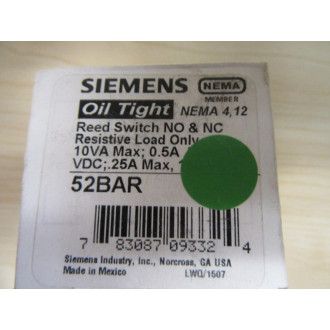 SIEMENS
NEMA
MEMBER
Oil Tight NEMA 4,12
Reed Switch NO & NC
Resistive Load Only
10VA Max; 0.5A
VDC;.25A Max,
52BAR
7 83087 09332 4
Siemens Industry, Inc., Norcross, GA USA
Made in Mexico LWQ/1507